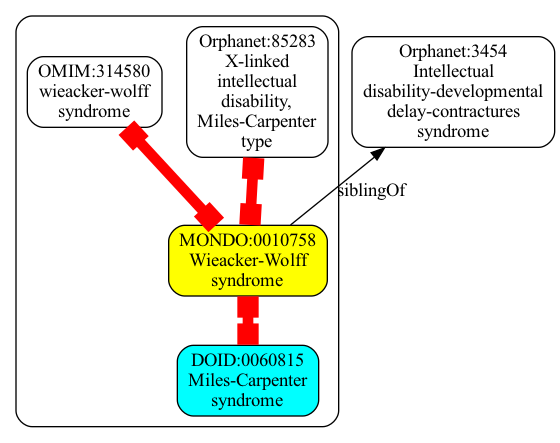 OMIM:314580
wieacker-wolff
syndrome
Orphanet:85283
X-linked
intellectual
disability,
Miles-Carpenter
type
Orphanet:3454
Intellectual
disability-developmental
delay-contractures
syndrome
siblingOf
MONDO:0010758
Wieacker-Wolff
syndrome
DOID:0060815
Miles-Carpenter
syndrome